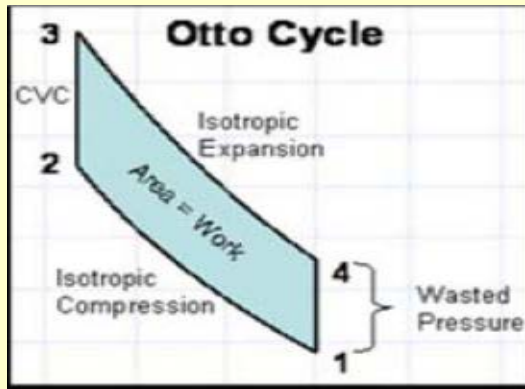 3
Otto Cycle
CVC
Isotropic
Expansion
2
Area = Work
Isotropic
Compression
4
Wasted
Pressure
1